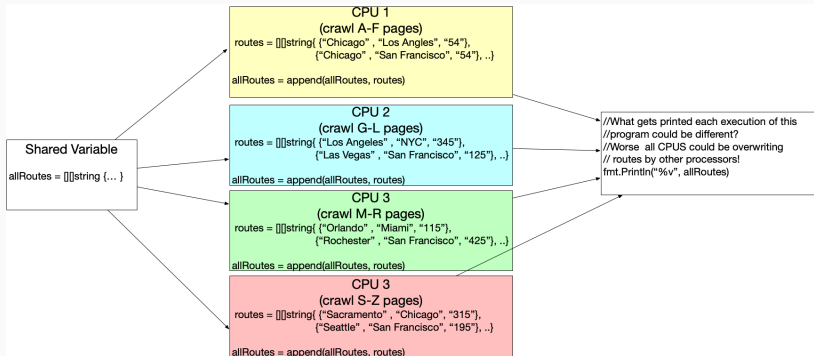 Shared Variable
allRoutes = [][]string {... }
CPU 1
(crawl A-F pages)
routes = [][]string{ {“Chicago” , “Los Angles”, “54”},
{“Chicago” , “San Francisco”, “54”}, ..}
allRoutes = append(allRoutes, routes)
CPU 2
(crawl G-L pages)
routes = [][]string{ {“Los Angeles” , “NYC”, “345”},
{“Las Vegas” , “San Francisco”, “125”}, ..}
allRoutes = append(allRoutes, routes)
CPU 3
(crawl M-R pages)
routes = [][]string{ {“Orlando” , “Miami”, “115”},
{“Rochester” , “San Francisco”, “425”}, ..}
allRoutes = append(allRoutes, routes)
CPU 3
(crawl S-Z pages)
routes = [][]string{ {“Sacramento” , “Chicago”, “315”},
{“Seattle” , “San Francisco”, “195”}, ..}
allRoutes = append(allRoutes, routes)
//What gets printed each execution of this
//program could be different?
//Worse  all CPUS could be overwriting
// routes by other processors!
fmt.Println(“%v”, allRoutes)